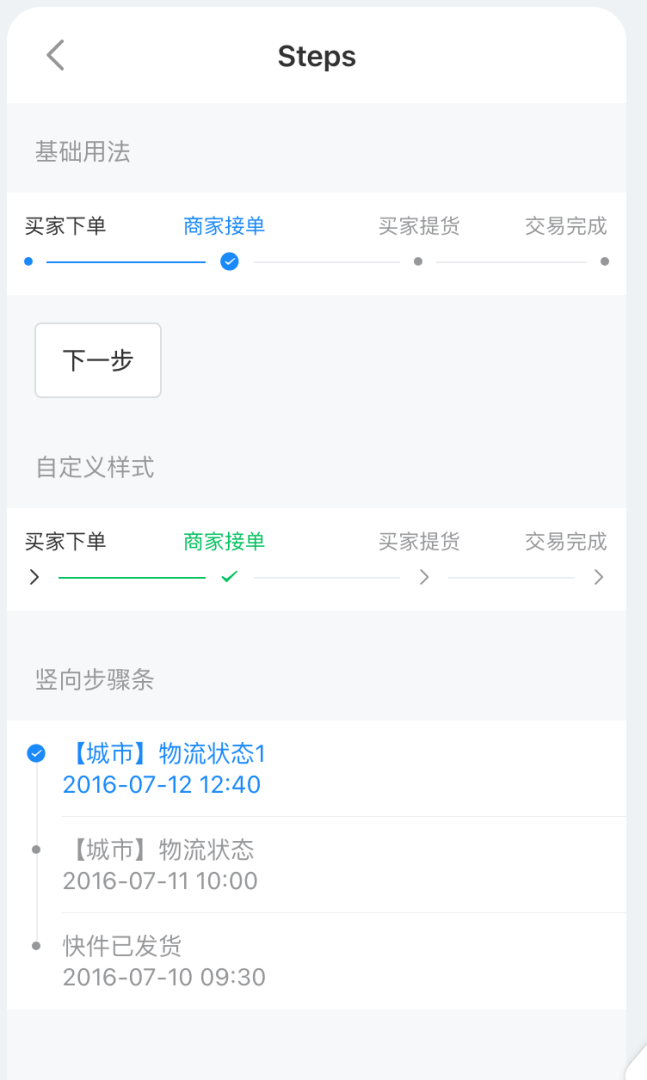 Steps
基础用法
买家下单 商家接单 买家提货 交易完成
下一步
自定义样式
买家下单 商家接单 买家提货 交易完成
竖向步骤条
【城市】物流状态1
2016-07-12 12:40
【城市】物流状态
2016-07-11 10:00
快件已发货
2016-07-10 09:30